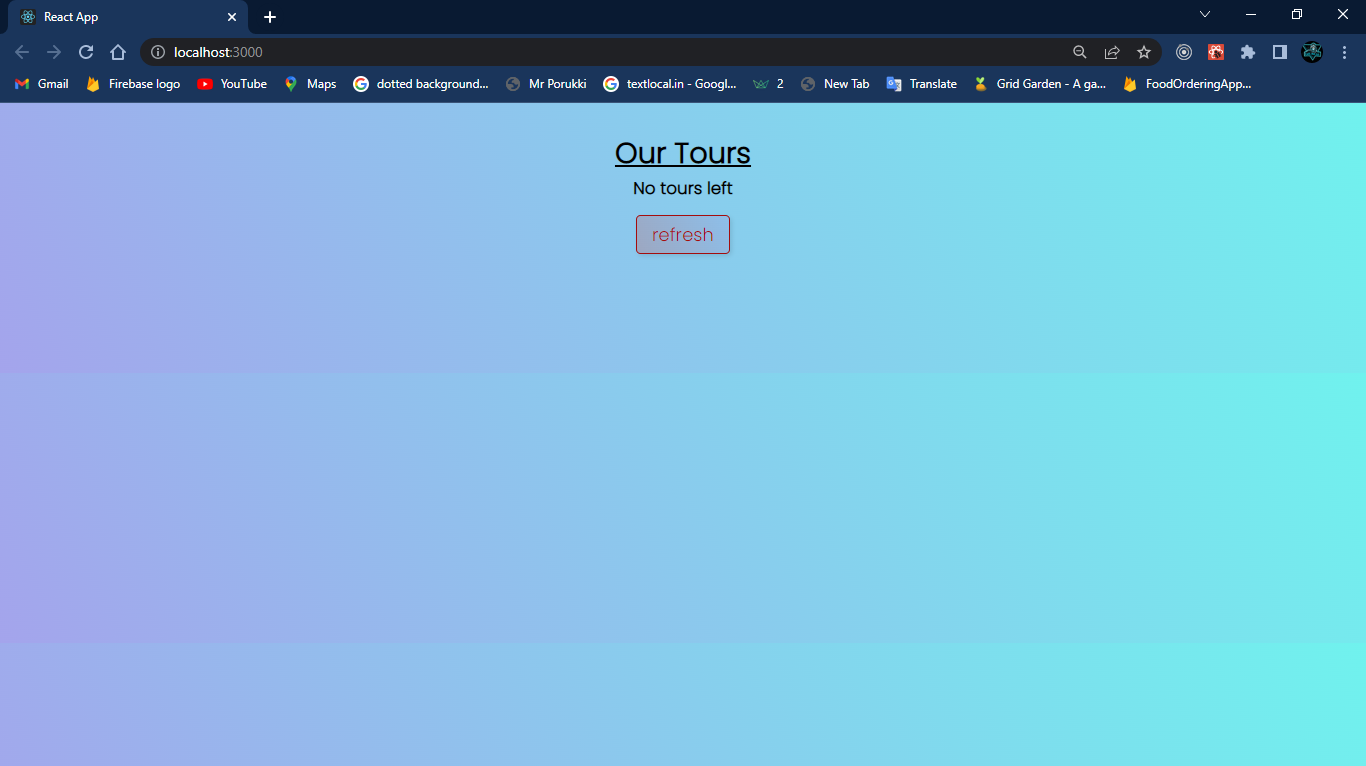 React App
localhost:3000
Gmail Firebase logo YouTube Maps dotted background... Mr Porukki textlocal.in - Googl... 2 New Tab Translate Grid Garden - A ga... FoodOrderingApp...
Our Tours
No tours left
refresh